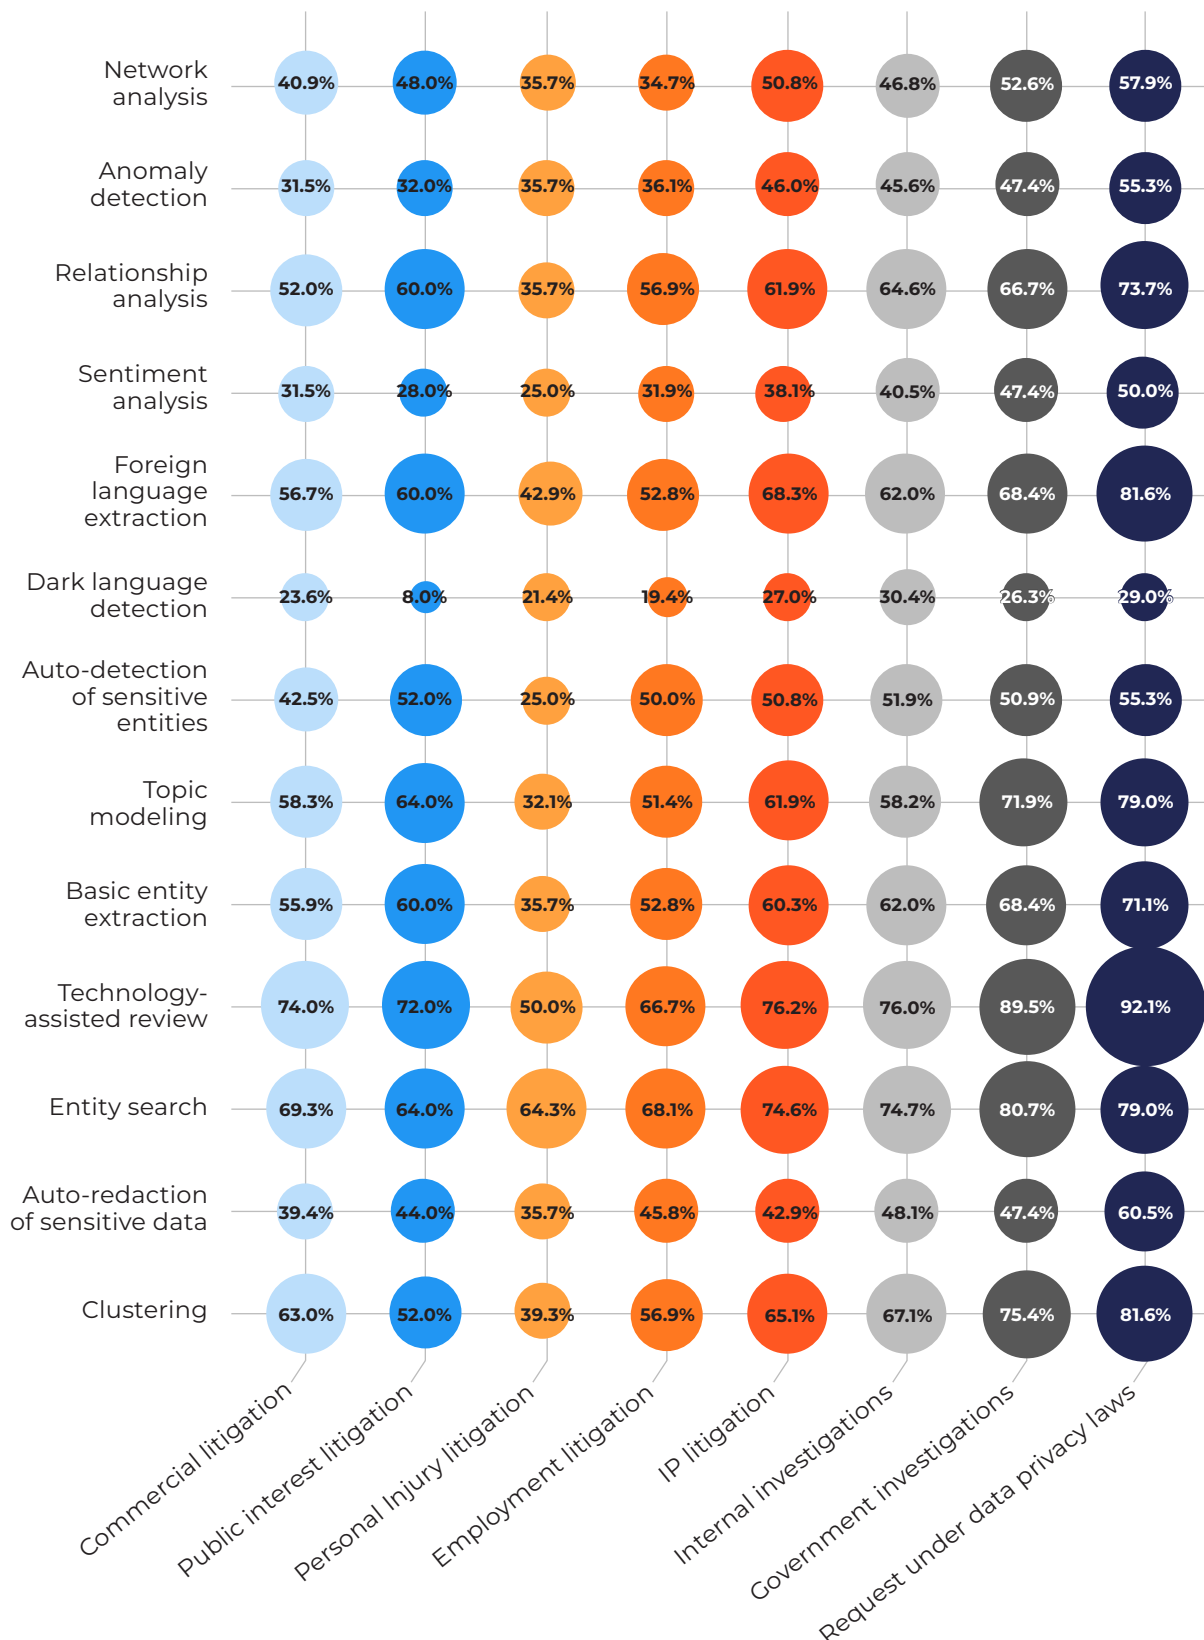 Network
analysis
40.9% 48.0% 35.7% 34.7% 50.8% 46.8% 52.6% 57.9%
Anomaly
detection
31.5% 32.0% 35.7% 36.1% 46.0% 45.6% 47.4% 55.3%
Relationship
analysis
52.0% 60.0% 35.7% 56.9% 61.9% 64.6% 66.7% 73.7%
Sentiment
analysis
31.5% 28.0% 25.0% 31.9% 38.1% 40.5% 47.4% 50.0%
Foreign
language
extraction
56.7% 60.0% 42.9% 52.8% 68.3% 62.0% 68.4% 81.6%
Dark language
detection
23.6% 8.0% 21.4% 19.4% 27.0% 30.4% 26.3% 29.0%
Auto-detection
of sensitive
entities
42.5% 52.0% 25.0% 50.0% 50.8% 51.9% 50.9% 55.3%
Topic
modeling
58.3% 64.0% 32.1% 51.4% 61.9% 58.2% 71.9% 79.0%
Basic entity
extraction
55.9% 60.0% 35.7% 52.8% 60.3% 62.0% 68.4% 71.1%
Technology-
assisted review
74.0% 72.0% 50.0% 66.7% 76.2% 76.0% 89.5% 92.1%
Entity search
69.3% 64.0% 64.3% 68.1% 74.6% 74.7% 80.7% 79.0%
Auto-redaction
of sensitive data
39.4% 44.0% 35.7% 45.8% 42.9% 48.1% 47.4% 60.5%
Clustering
63.0% 52.0% 39.3% 56.9% 65.1% 67.1% 75.4% 81.6%
Commercial litigation
Public interest litigation
Personal Injury litigation
Employment litigation
IP litigation
Internal investigations
Government investigations
Request under data privacy laws